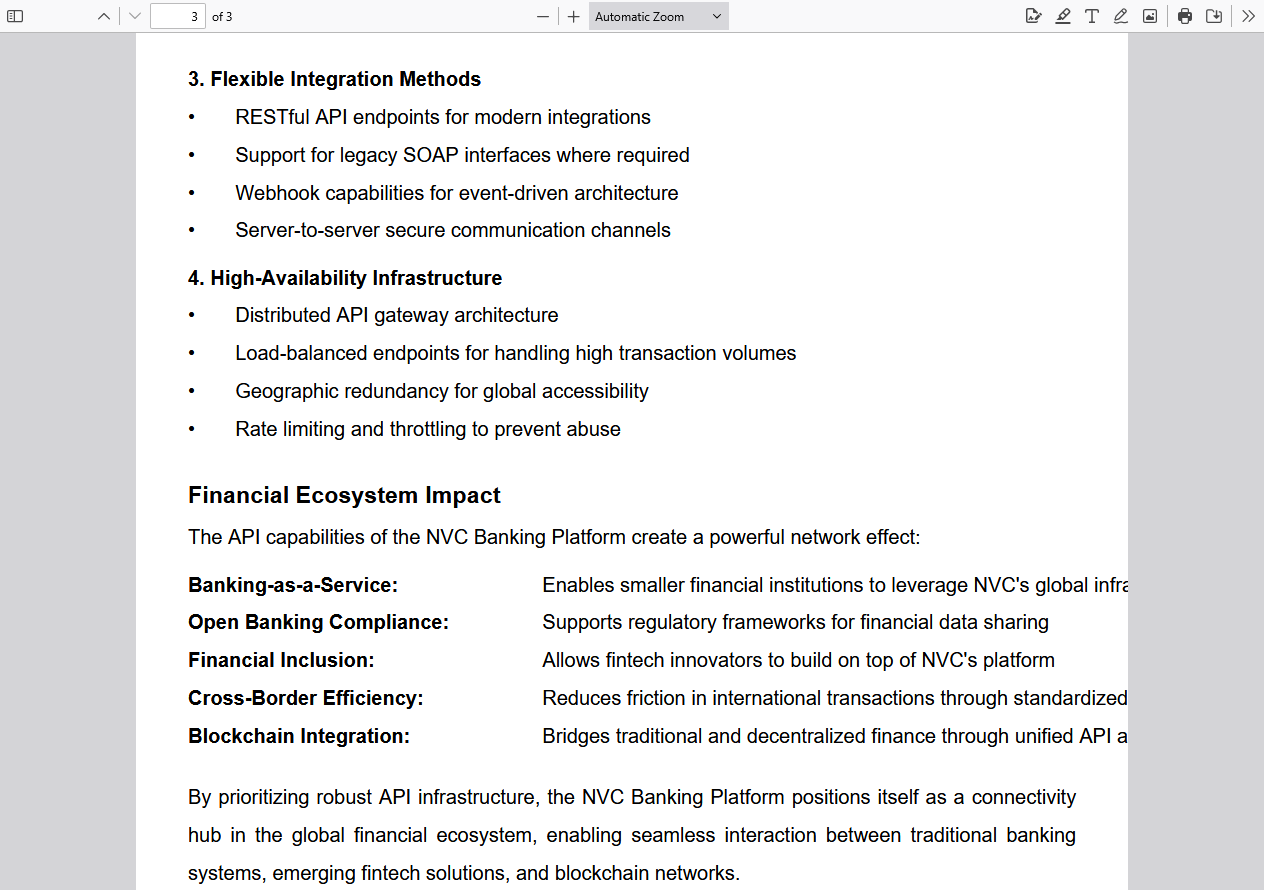 3 of 3 Automatic Zoom
3. Flexible Integration Methods
• RESTful API endpoints for modern integrations
• Support for legacy SOAP interfaces where required
• Webhook capabilities for event-driven architecture
• Server-to-server secure communication channels
4. High-Availability Infrastructure
• Distributed API gateway architecture
• Load-balanced endpoints for handling high transaction volumes
• Geographic redundancy for global accessibility
• Rate limiting and throttling to prevent abuse
Financial Ecosystem Impact
The API capabilities of the NVC Banking Platform create a powerful network effect:
Banking-as-a-Service: Enables smaller financial institutions to leverage NVC's global infra
Open Banking Compliance: Supports regulatory frameworks for financial data sharing
Financial Inclusion: Allows fintech innovators to build on top of NVC's platform
Cross-Border Efficiency: Reduces friction in international transactions through standardized
Blockchain Integration: Bridges traditional and decentralized finance through unified API a
By prioritizing robust API infrastructure, the NVC Banking Platform positions itself as a connectivity
hub in the global financial ecosystem, enabling seamless interaction between traditional banking
systems, emerging fintech solutions, and blockchain networks.